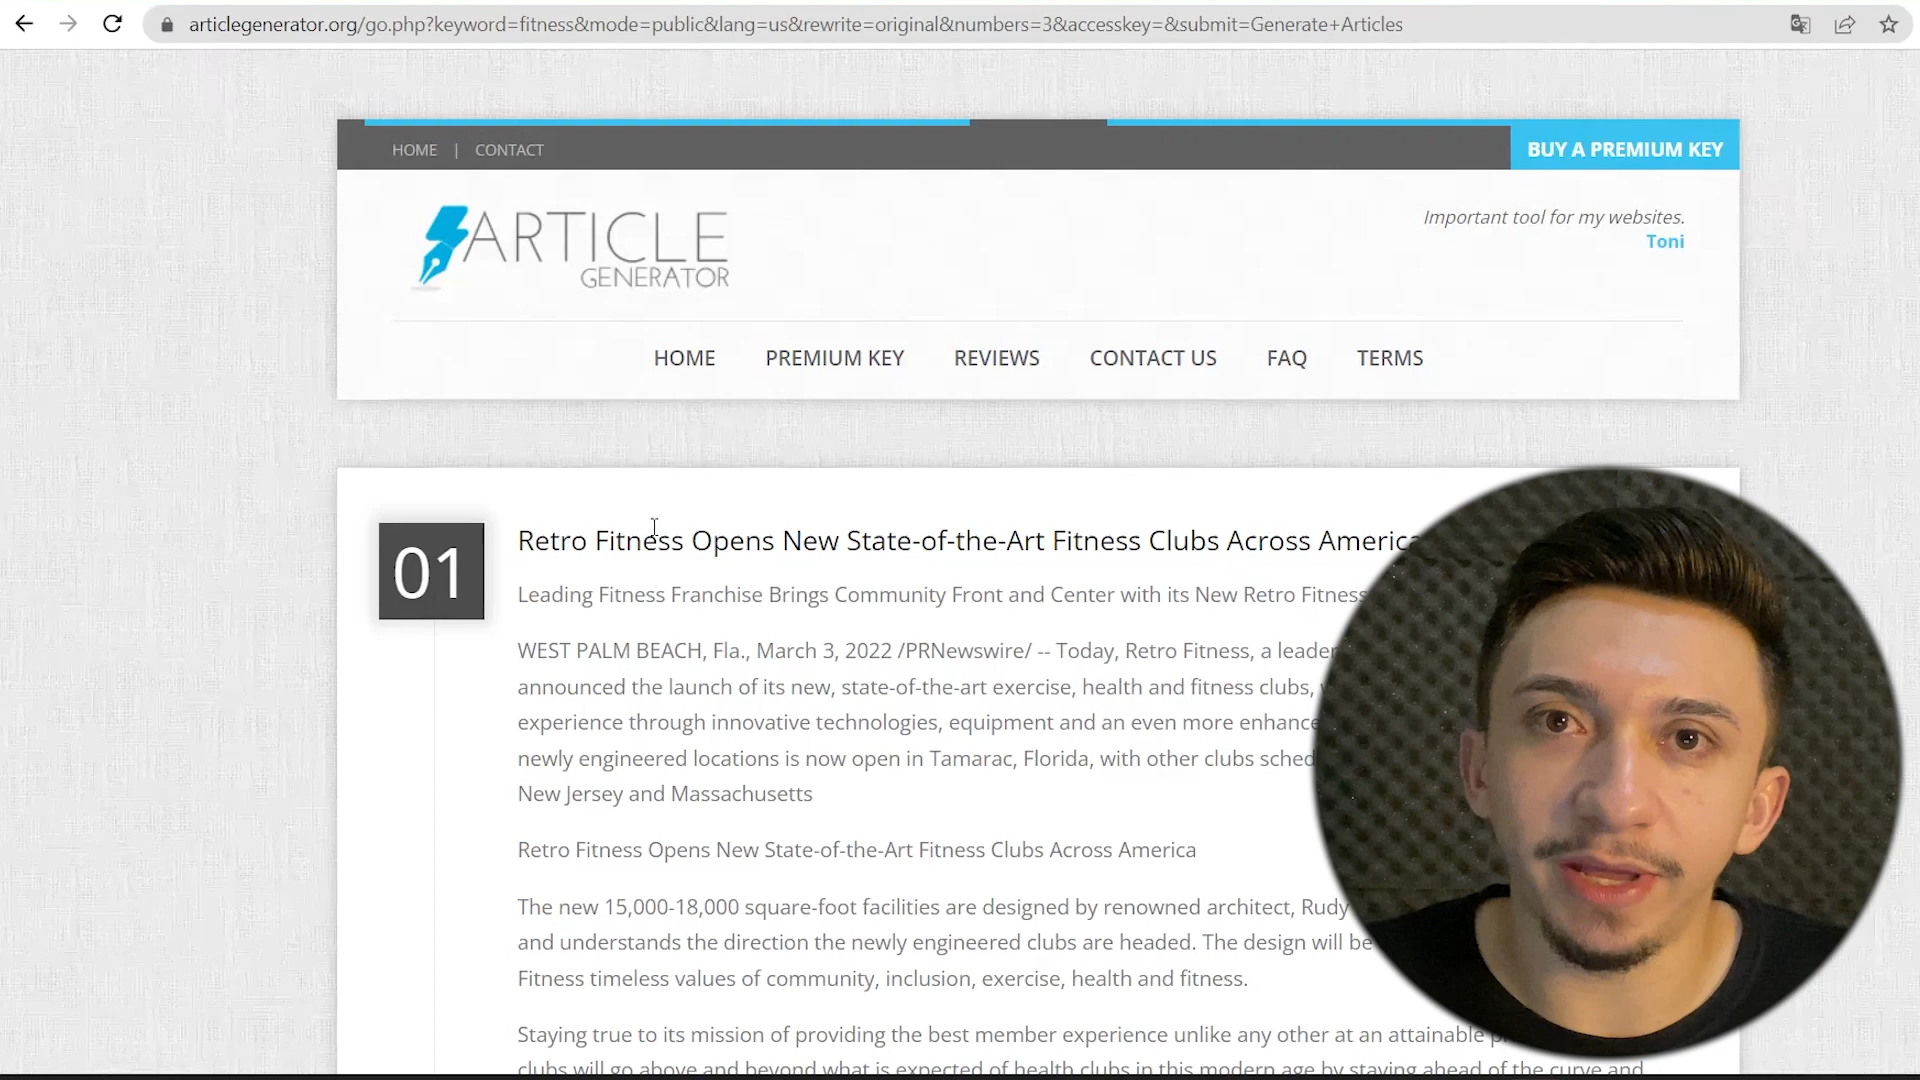 articlegenerator.org/go.php?keyword=fitness&mode=public&lang=us&rewrite=original&numbers=3&accesskey=&submit=Generate+Articles
HOME | CONTACT
BUY A PREMIUM KEY
ARTICLE
GENERATOR
Important tool for my websites.
Toni
HOME PREMIUM KEY REVIEWS CONTACT US FAQ TERMS
01
Retro Fitness Opens New State-of-the-Art Fitness Clubs Across America
Leading Fitness Franchise Brings Community Front and Center with its New Retro Fitness
WEST PALM BEACH, Fla., March 3, 2022 /PRNewswire/ -- Today, Retro Fitness, a leader
announced the launch of its new, state-of-the-art exercise, health and fitness clubs,
experience through innovative technologies, equipment and an even more
newly engineered locations is now open in Tamarac, Florida, with other clubs
New Jersey and Massachusetts
Retro Fitness Opens New State-of-the-Art Fitness Clubs Across America
The new 15,000-18,000 square-foot facilities are designed by renowned architect, Rudy
and understands the direction the newly engineered clubs are headed. The design will be
Fitness timeless values of community, inclusion, exercise, health and fitness.
Staying true to its mission of providing the best member experience unlike any other at an attainable
clubs will go above and beyond what is expected of health clubs in this modern age by staying ahead of the curve and